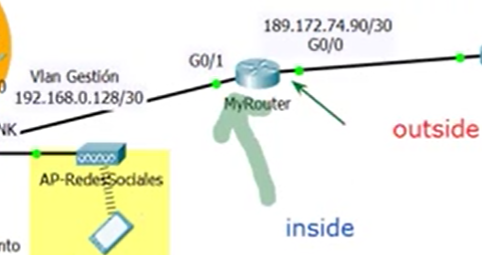 189.172.74.90/30
G0/0
G0/1
Vlan Gestión
192.168.0.128/30
MyRouter
NK
outside
AP-RedesSociales
inside
nto
0